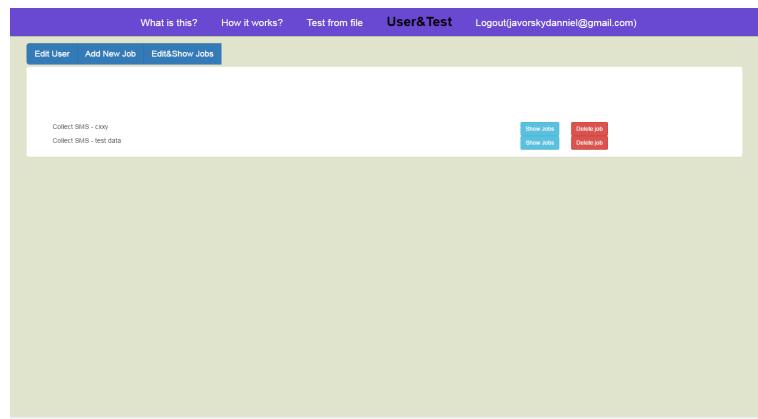 What is this? How it works? Test from file User&Test Logout(javorskydanniel@gmail.com)
Edit User Add New Job Edit&Show Jobs
Collect SMS - cixy Show Jobs Delete job
Collect SMS - test data Show Jobs Delete job